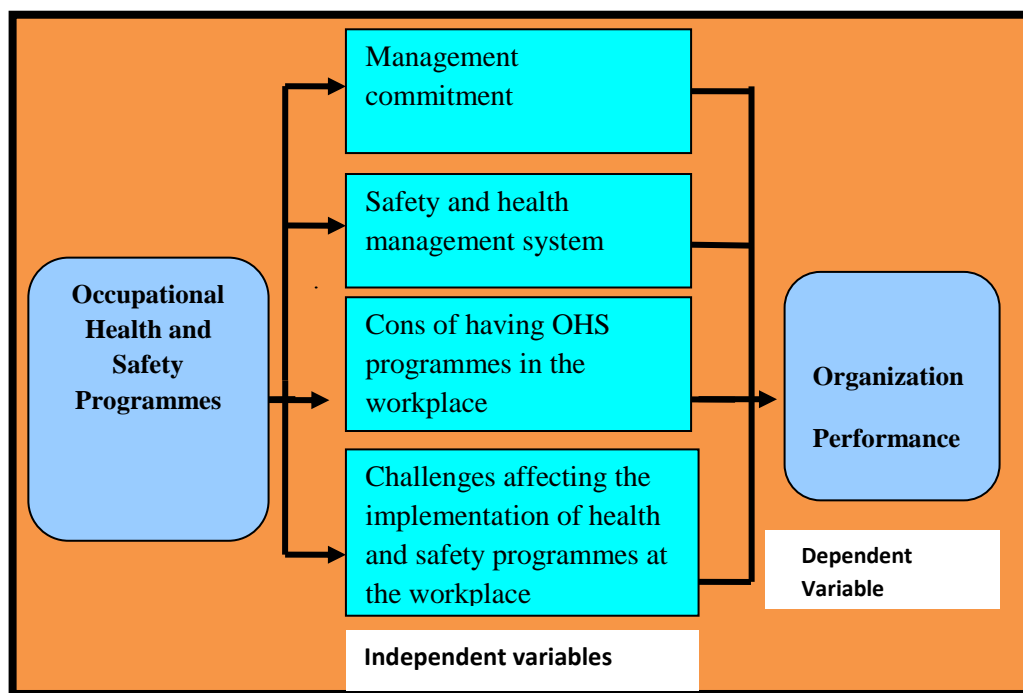 Occupational
Health and
Safety
Programmes
Management
commitment
Safety and health
management system
Cons of having OHS
programmes in the
workplace
Challenges affecting the
implementation of health
and safety programmes at
the workplace
Independent variables
Organization
Performance
Dependent
Variable